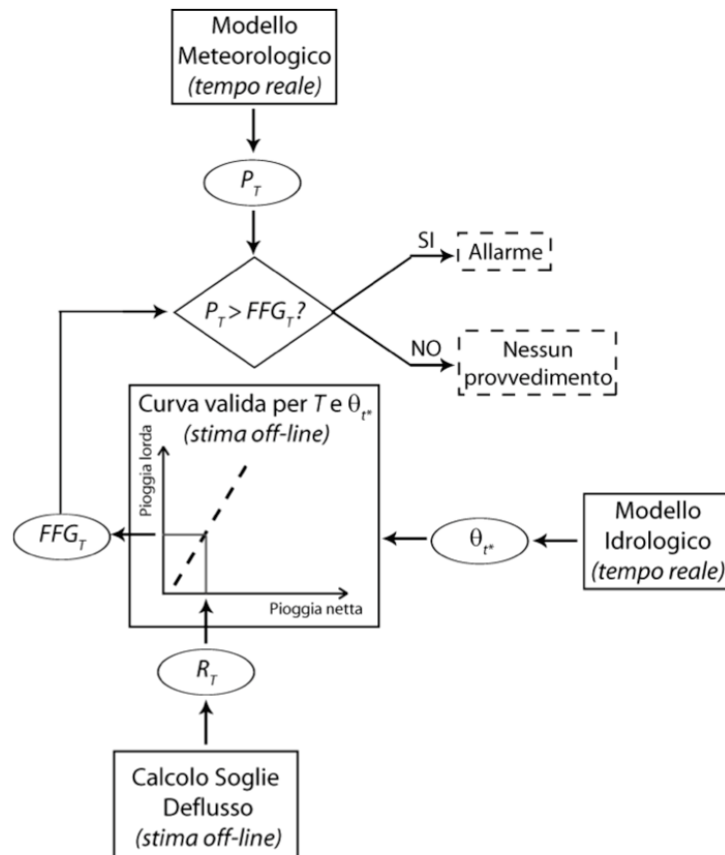 Modello
Meteorologico
(tempo reale)
P_T
P_T > FFG_T?
SI
Allarme
NO
Nessun
provvedimento
Curva valida per T e θ_t*
(stima off-line)
Pioggia lorda
Pioggia netta
FFG_T
θ_t*
Modello
Idrologico
(tempo reale)
R_T
Calcolo Soglie
Deflusso
(stima off-line)